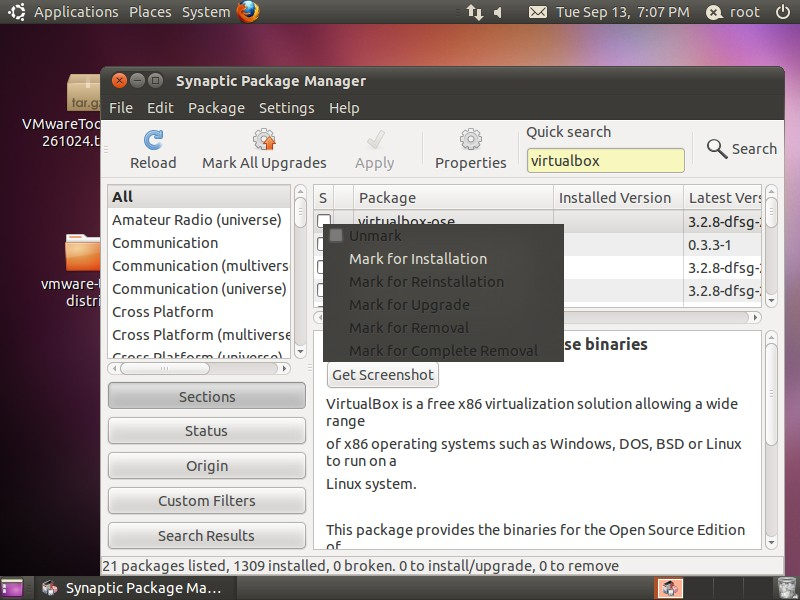 Applications Places System
Tue Sep 13, 7:07 PM root
tar.g
VMwareToo
261024.t
vmware-
distri
Synaptic Package Manager
File Edit Package Settings Help
Reload
Mark All Upgrades
Apply
Properties
Quick search
virtualbox
Search
All
Amateur Radio (universe)
Communication
Communication (multivers
Communication (universe)
Cross Platform
Cross Platform (multiverse
Cross Platform (universe)
S Package Installed Version Latest Vers
virtualbox-ose 3.2.8-dfsg-2
0.3.3-1
3.2.8-dfsg-2
3.2.8-dfsg-2
Unmark
Mark for Installation
Mark for Reinstallation
Mark for Upgrade
Mark for Removal
Mark for Complete Removal
se binaries
Get Screenshot
VirtualBox is a free x86 virtualization solution allowing a wide
range
of x86 operating systems such as Windows, DOS, BSD or Linux
to run on a
Linux system.
This package provides the binaries for the Open Source Edition
of
Sections
Status
Origin
Custom Filters
Search Results
21 packages listed, 1309 installed, 0 broken. 0 to install/upgrade, 0 to remove
Synaptic Package Ma...